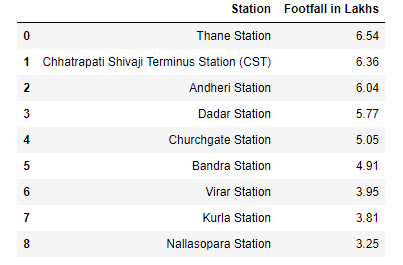 Station Footfall in Lakhs
0 Thane Station 6.54
1 Chhatrapati Shivaji Terminus Station (CST) 6.36
2 Andheri Station 6.04
3 Dadar Station 5.77
4 Churchgate Station 5.05
5 Bandra Station 4.91
6 Virar Station 3.95
7 Kurla Station 3.81
8 Nallasopara Station 3.25